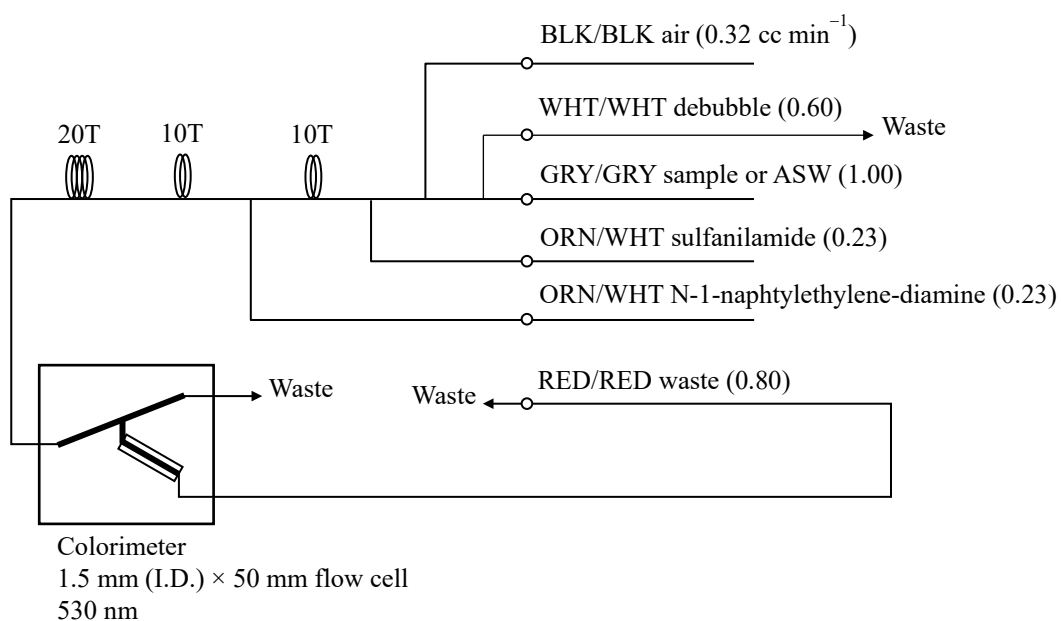 BLK/BLK air (0.32 cc min⁻¹)
WHT/WHT debubble (0.60)
Waste
20T
10T
10T
GRY/GRY sample or ASW (1.00)
ORN/WHT sulfanilamide (0.23)
ORN/WHT N-1-naphtylethylene-diamine (0.23)
RED/RED waste (0.80)
Waste
Waste
Colorimeter
1.5 mm (I.D.) × 50 mm flow cell
530 nm